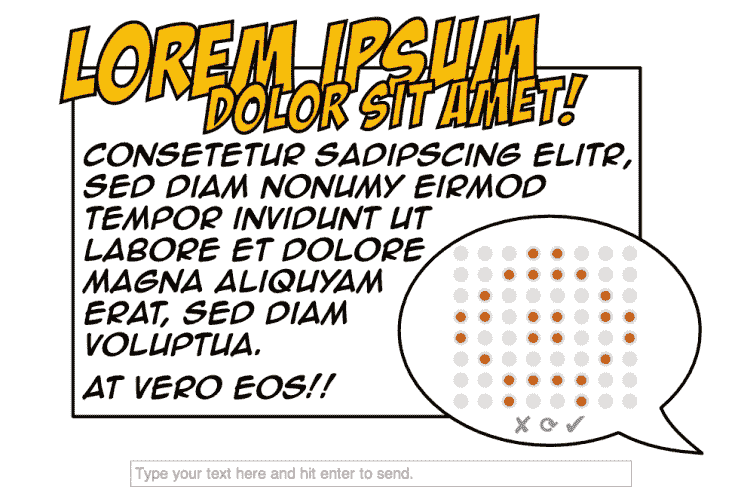 LOREM IPSUM
DOLOR SIT AMET!
CONSETETUR SADIPSCING ELITR,
SED DIAM NONUMY EIRMOD
TEMPOR INVIDUNT UT
LABORE ET DOLORE
MAGNA ALIQUYAM
ERAT, SED DIAM
VOLUPTUA.
AT VERO EOS!!
Type your text here and hit enter to send.